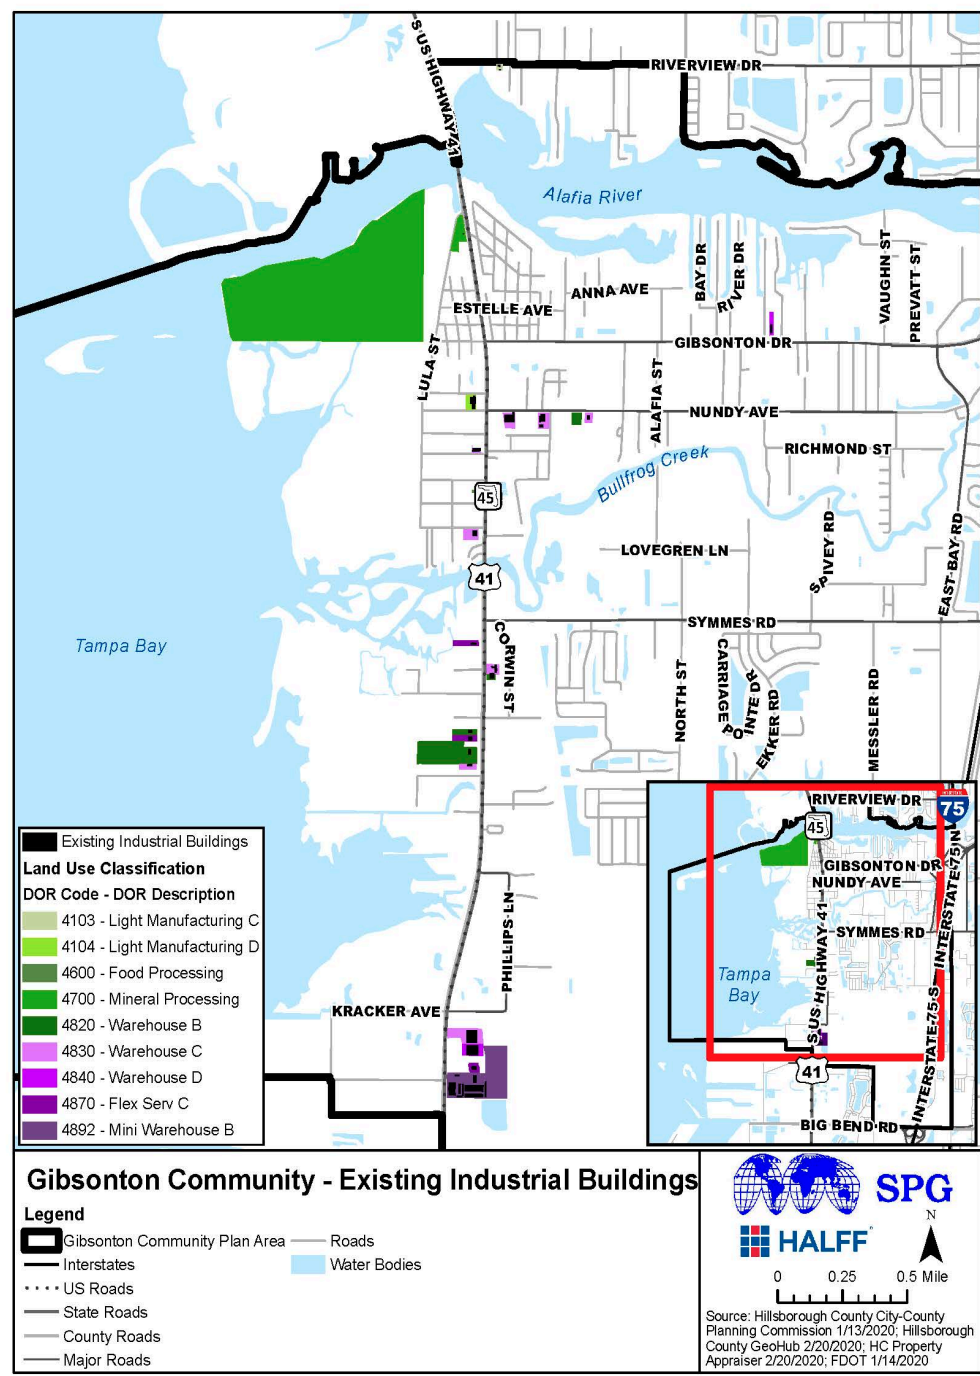 S US HIGHWAY 41
RIVERVIEW DR
Alafia River
BAY DR
RIVER DR
VAUGHN ST
PREVATT ST
ANNA AVE
ESTELLE AVE
GIBSONTON DR
LULA ST
ALAFIA ST
NUNDY AVE
RICHMOND ST
Bullfrog Creek
45
LOVEGREN LN
SPIVEY RD
EAST BAY RD
41
SYMMES RD
Tampa Bay
CORWIN ST
NORTH ST
CARRIAGE POINTE DR
EKKER RD
MESSLER RD
PHILLIPS LN
KRACKER AVE
RIVERVIEW DR
75
45
GIBSONTON DR
NUNDY AVE
SYMMES RD
Tampa
Bay
S US HIGHWAY 41
INTERSTATE 75 N
INTERSTATE 75 S
41
BIG BEND RD
Existing Industrial Buildings
Land Use Classification
DOR Code - DOR Description
4103 - Light Manufacturing C
4104 - Light Manufacturing D
4600 - Food Processing
4700 - Mineral Processing
4820 - Warehouse B
4830 - Warehouse C
4840 - Warehouse D
4870 - Flex Serv C
4892 - Mini Warehouse B
Gibsonton Community - Existing Industrial Buildings
Legend
Gibsonton Community Plan Area
Roads
Interstates
Water Bodies
US Roads
State Roads
County Roads
Major Roads
SPG
HALFF
N
0 0.25 0.5 Mile
Source: Hillsborough County City-County
Planning Commission 1/13/2020; Hillsborough
County GeoHub 2/20/2020; HC Property
Appraiser 2/20/2020; FDOT 1/14/2020